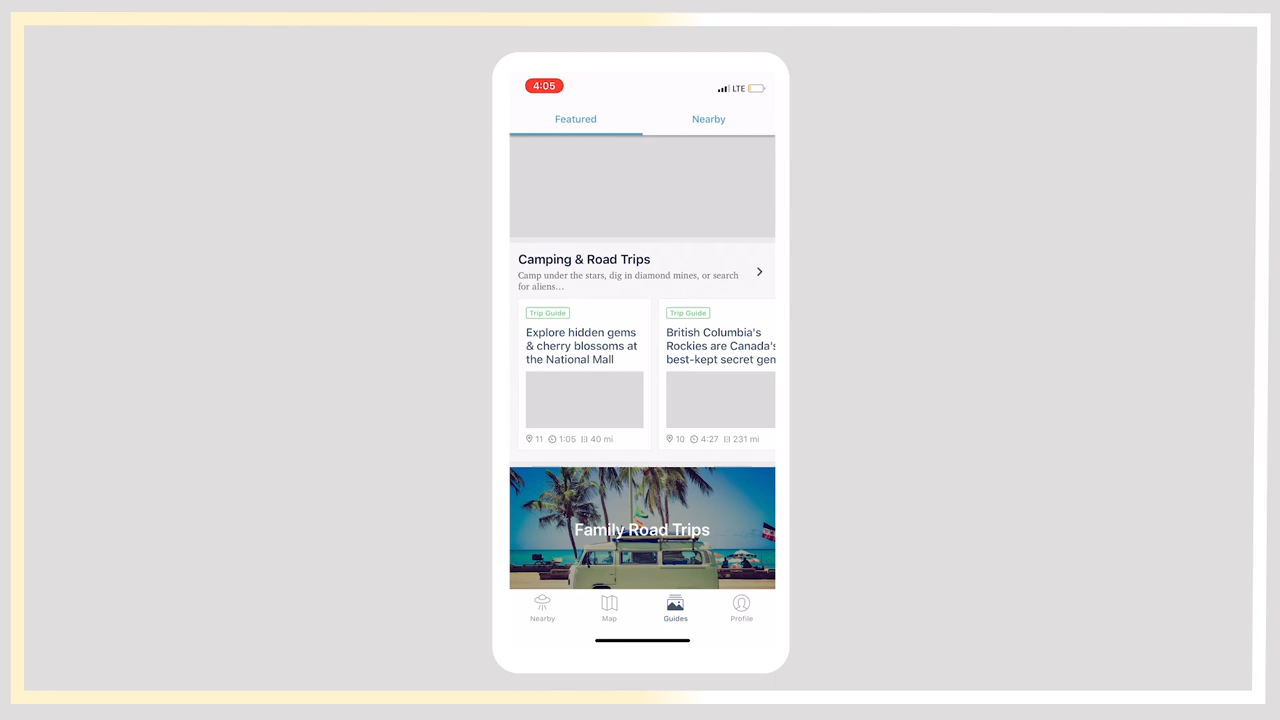 4:05
LTE
Featured
Nearby
Camping & Road Trips
Camp under the stars, dig in diamond mines, or search
for aliens...
Trip Guide
Explore hidden gems
& cherry blossoms at
the National Mall
11 1:05 40 mi
Trip Guide
British Columbia's
Rockies are Canada's
best-kept secret gen
10 4:27 231 mi
Family Road Trips
Nearby
Map
Guides
Profile